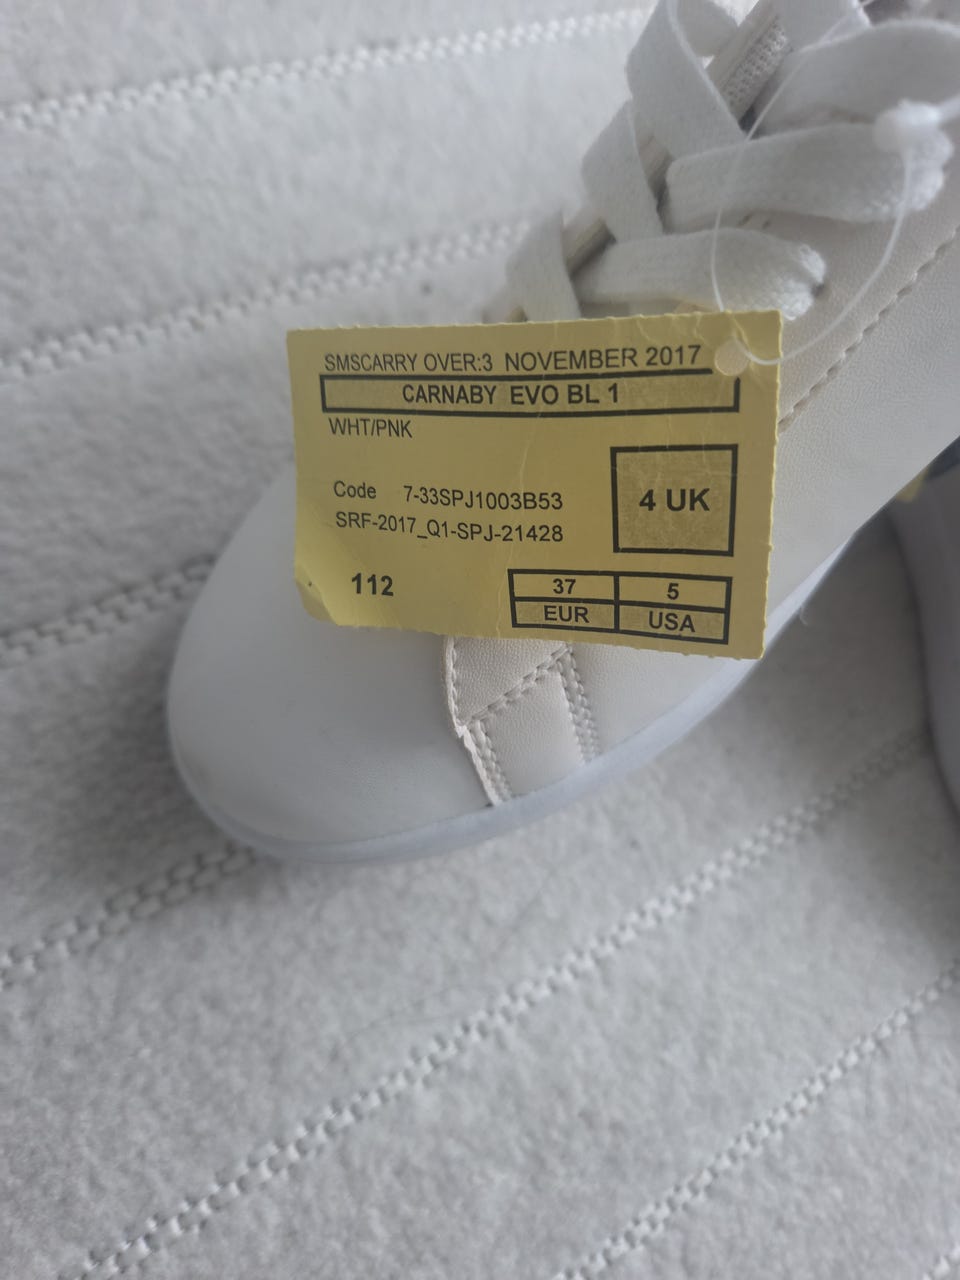 SMSCARRY OVER:3 NOVEMBER 2017
CARNABY EVO BL 1
WHT/PNK
Code 7-33SPJ1003B53
SRF-2017_Q1-SPJ-21428
4 UK
112
37 5
EUR USA